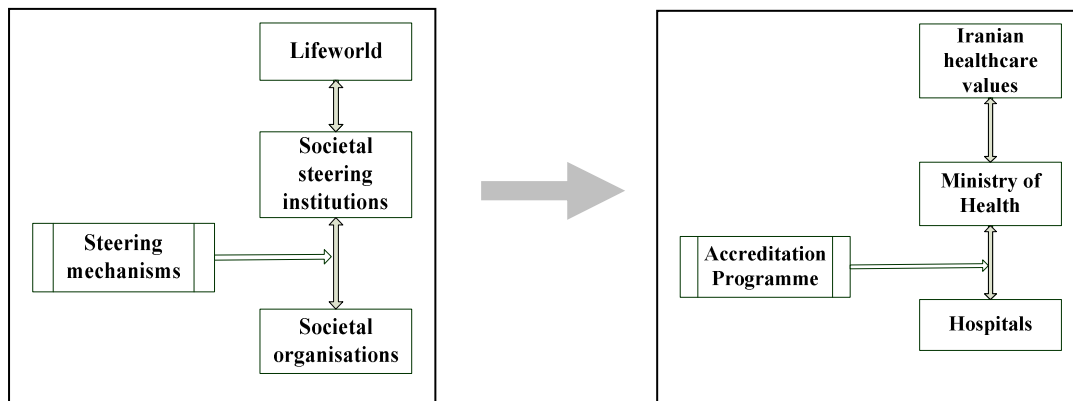 Lifeworld
Societal
steering
institutions
Steering
mechanisms
Societal
organisations
Iranian
healthcare
values
Ministry of
Health
Accreditation
Programme
Hospitals